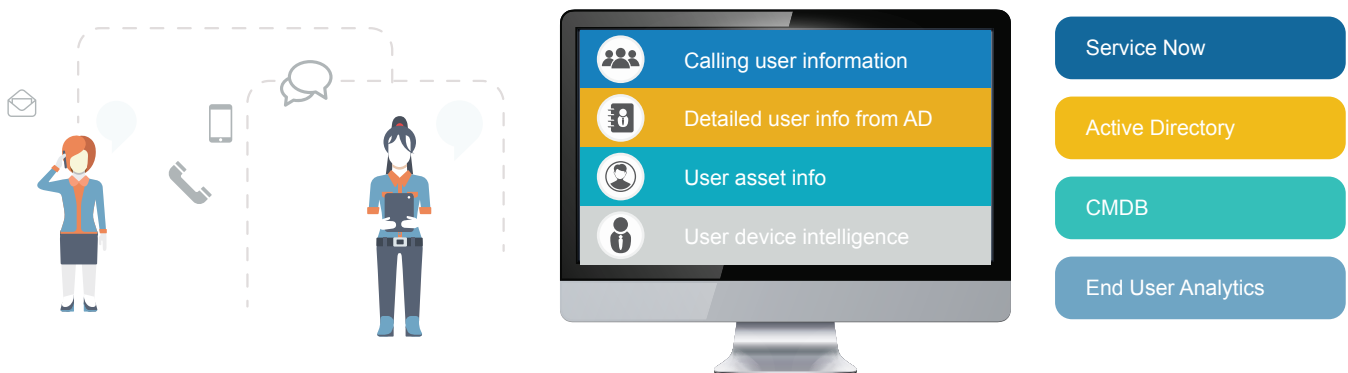 Calling user information
Detailed user info from AD
User asset info
User device intelligence
Service Now
Active Directory
CMDB
End User Analytics